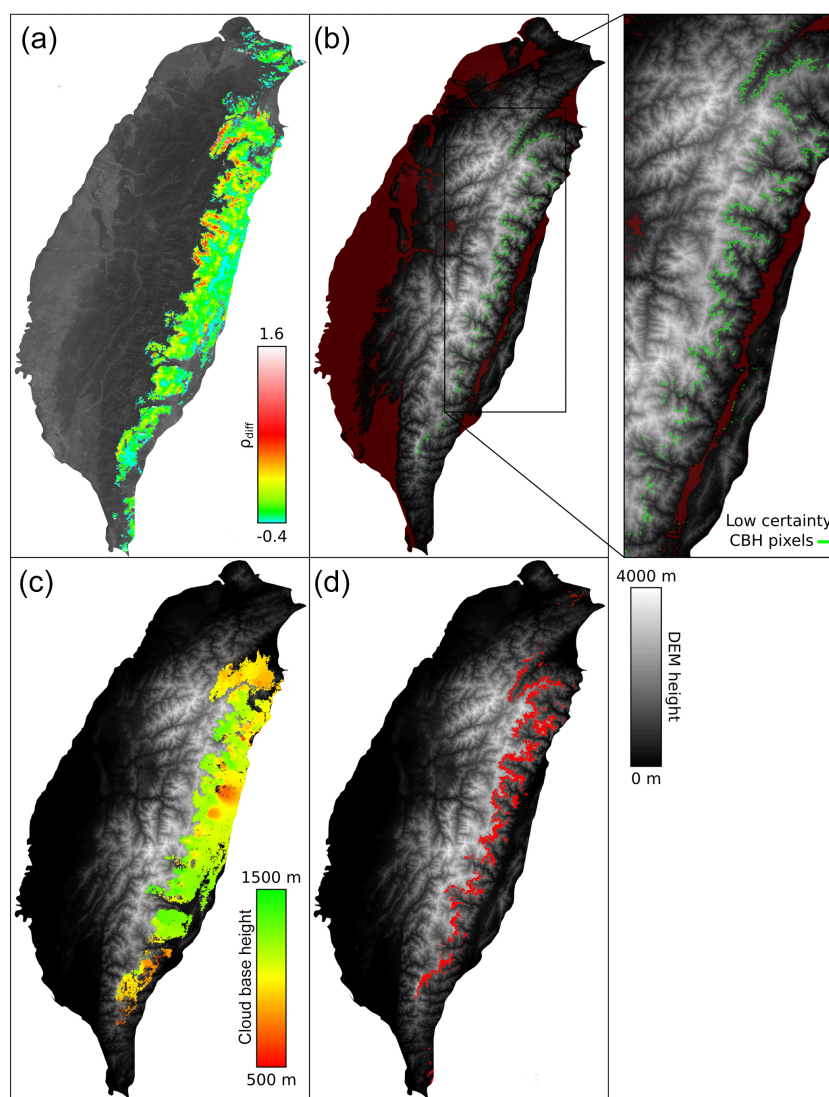 (a)
1.6
ρdiff
-0.4
(b)
Low certainty
CBH pixels
(c)
1500 m
Cloud base height
500 m
(d)
4000 m
DEM height
0 m